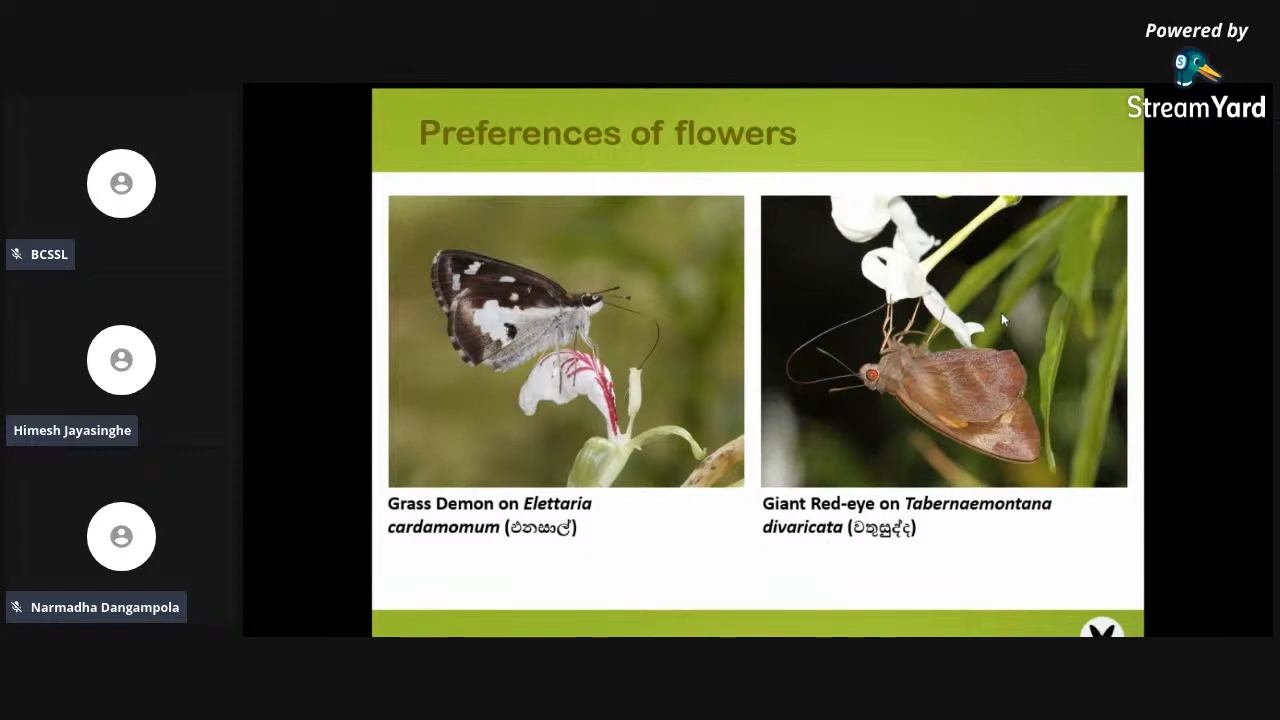 Powered by
StreamYard
Preferences of flowers
BCSSL
Himesh Jayasinghe
Narmadha Dangampola
Grass Demon on Elettaria
cardamomum (එනසාල්)
Giant Red-eye on Tabernaemontana
divaricata (වතුසුද්ද)